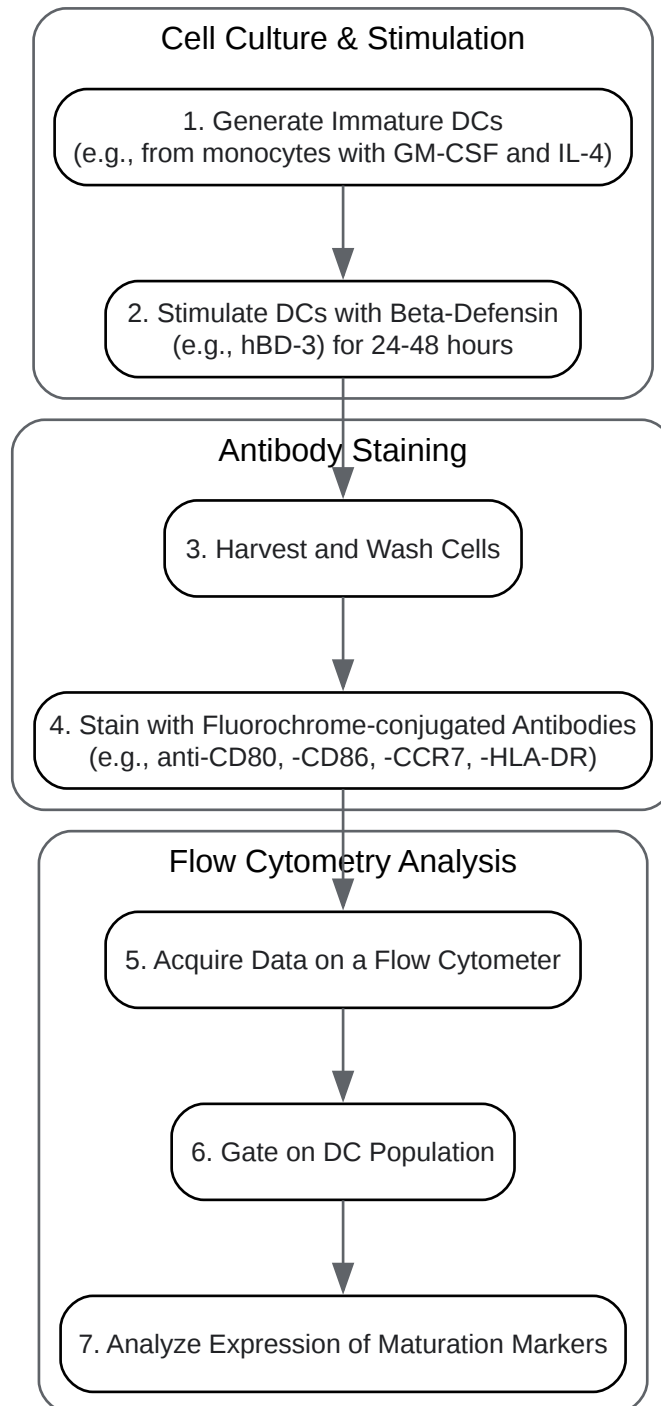 Cell Culture & Stimulation
1. Generate Immature DCs
(e.g., from monocytes with GM-CSF and IL-4)
2. Stimulate DCs with Beta-Defensin
(e.g., hBD-3) for 24-48 hours
Antibody Staining
3. Harvest and Wash Cells
4. Stain with Fluorochrome-conjugated Antibodies
(e.g., anti-CD80, -CD86, -CCR7, -HLA-DR)
Flow Cytometry Analysis
5. Acquire Data on a Flow Cytometer
6. Gate on DC Population
7. Analyze Expression of Maturation Markers